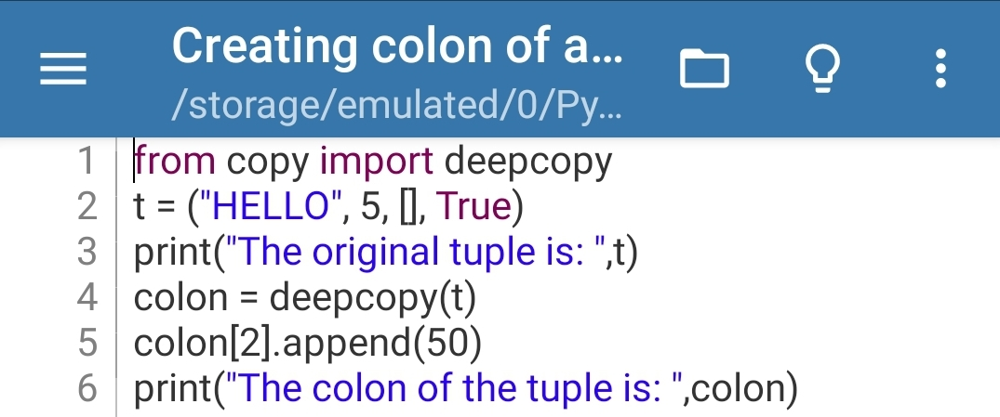 Creating colon of a...
/storage/emulated/0/Py...
1 from copy import deepcopy
2 t = ("HELLO", 5, [], True)
3 print("The original tuple is: ",t)
4 colon = deepcopy(t)
5 colon[2].append(50)
6 print("The colon of the tuple is: ",colon)